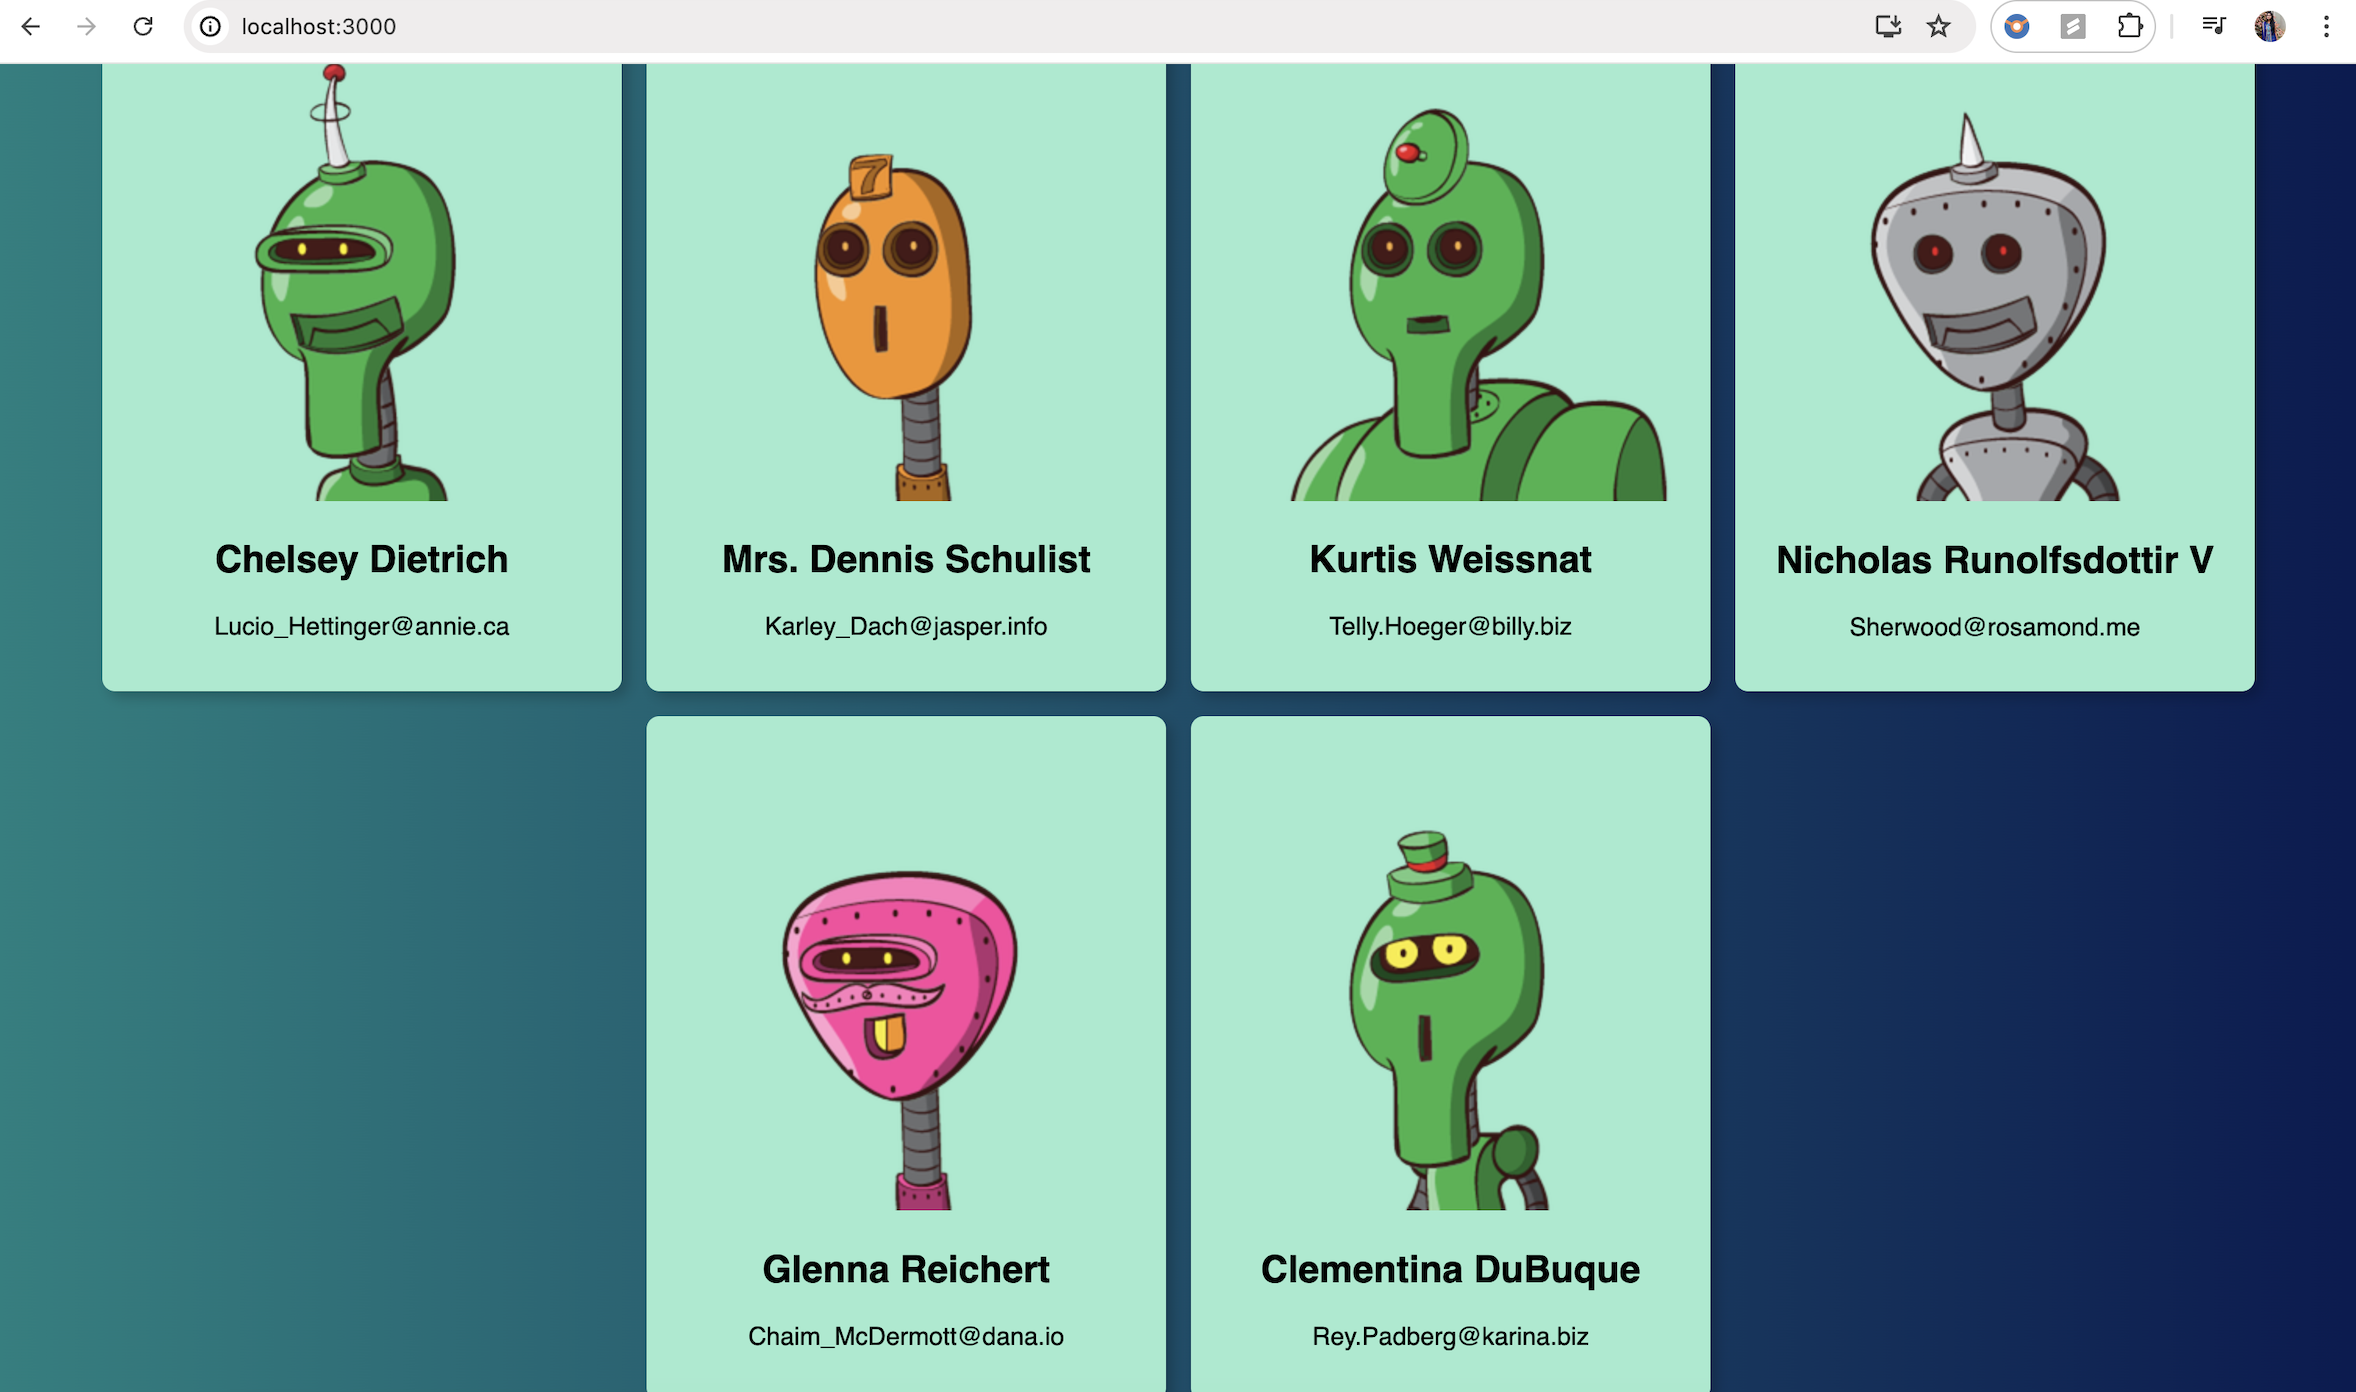 localhost:3000
7
Chelsey Dietrich
Mrs. Dennis Schulist
Kurtis Weissnat
Nicholas Runolfsdottir V
Lucio_Hettinger@annie.ca
Karley_Dach@jasper.info
Telly.Hoeger@billy.biz
Sherwood@rosamond.me
Glenna Reichert
Clementina DuBuque
Chaim_McDermott@dana.io
Rey.Padberg@karina.biz